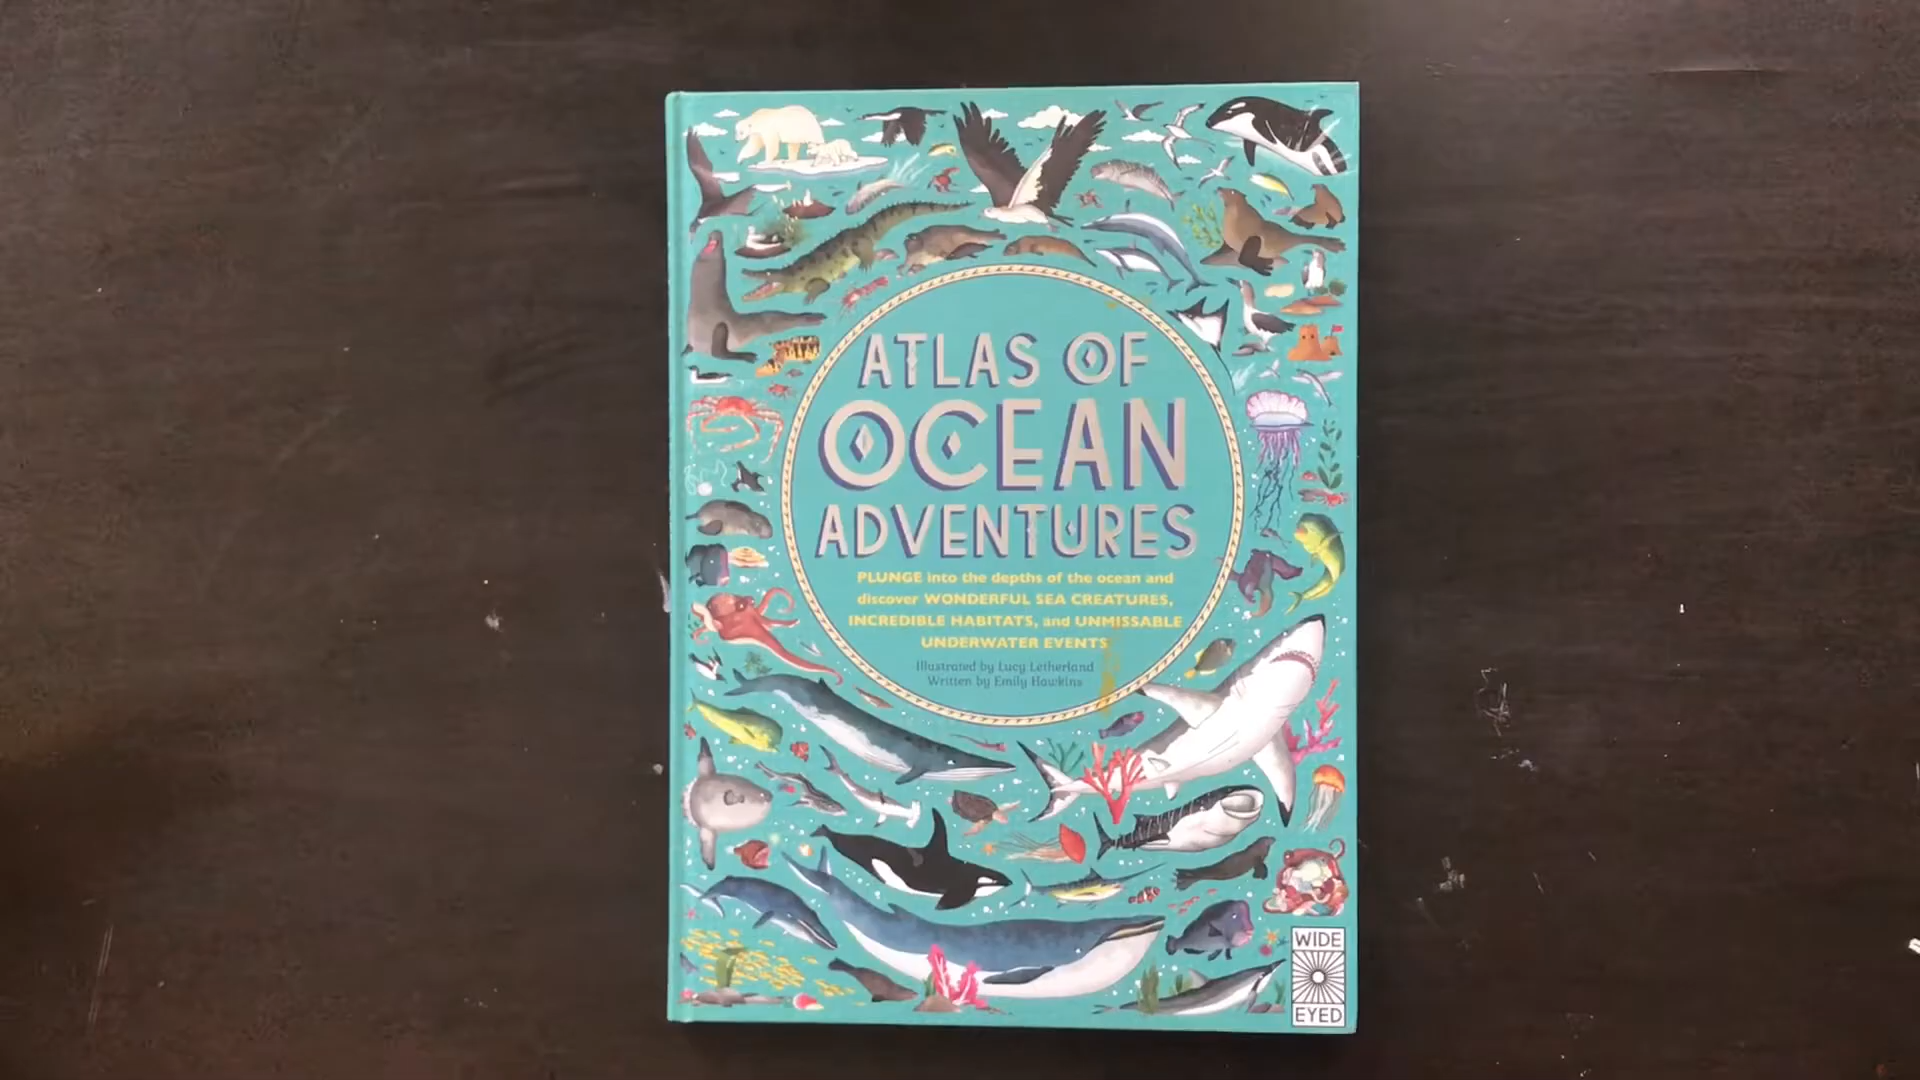 ATLAS OF
OCEAN
ADVENTURES
PLUNGE into the depths of the ocean and
discover WONDERFUL SEA CREATURES,
INCREDIBLE HABITATS, and UNMISSABLE
UNDERWATER EVENTS
Illustrated by Lucy Letherland
Written by Emily Hawkins
WIDE
EYED